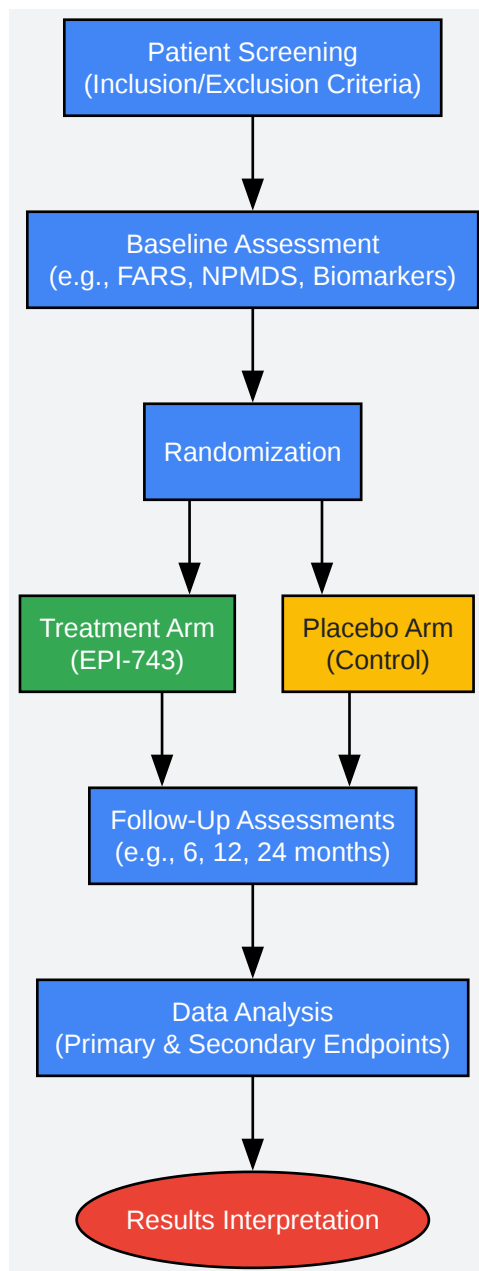 Patient Screening
(Inclusion/Exclusion Criteria)
Baseline Assessment
(e.g., FARS, NPMDS, Biomarkers)
Randomization
Treatment Arm
(EPI-743)
Placebo Arm
(Control)
Follow-Up Assessments
(e.g., 6, 12, 24 months)
Data Analysis
(Primary & Secondary Endpoints)
Results Interpretation